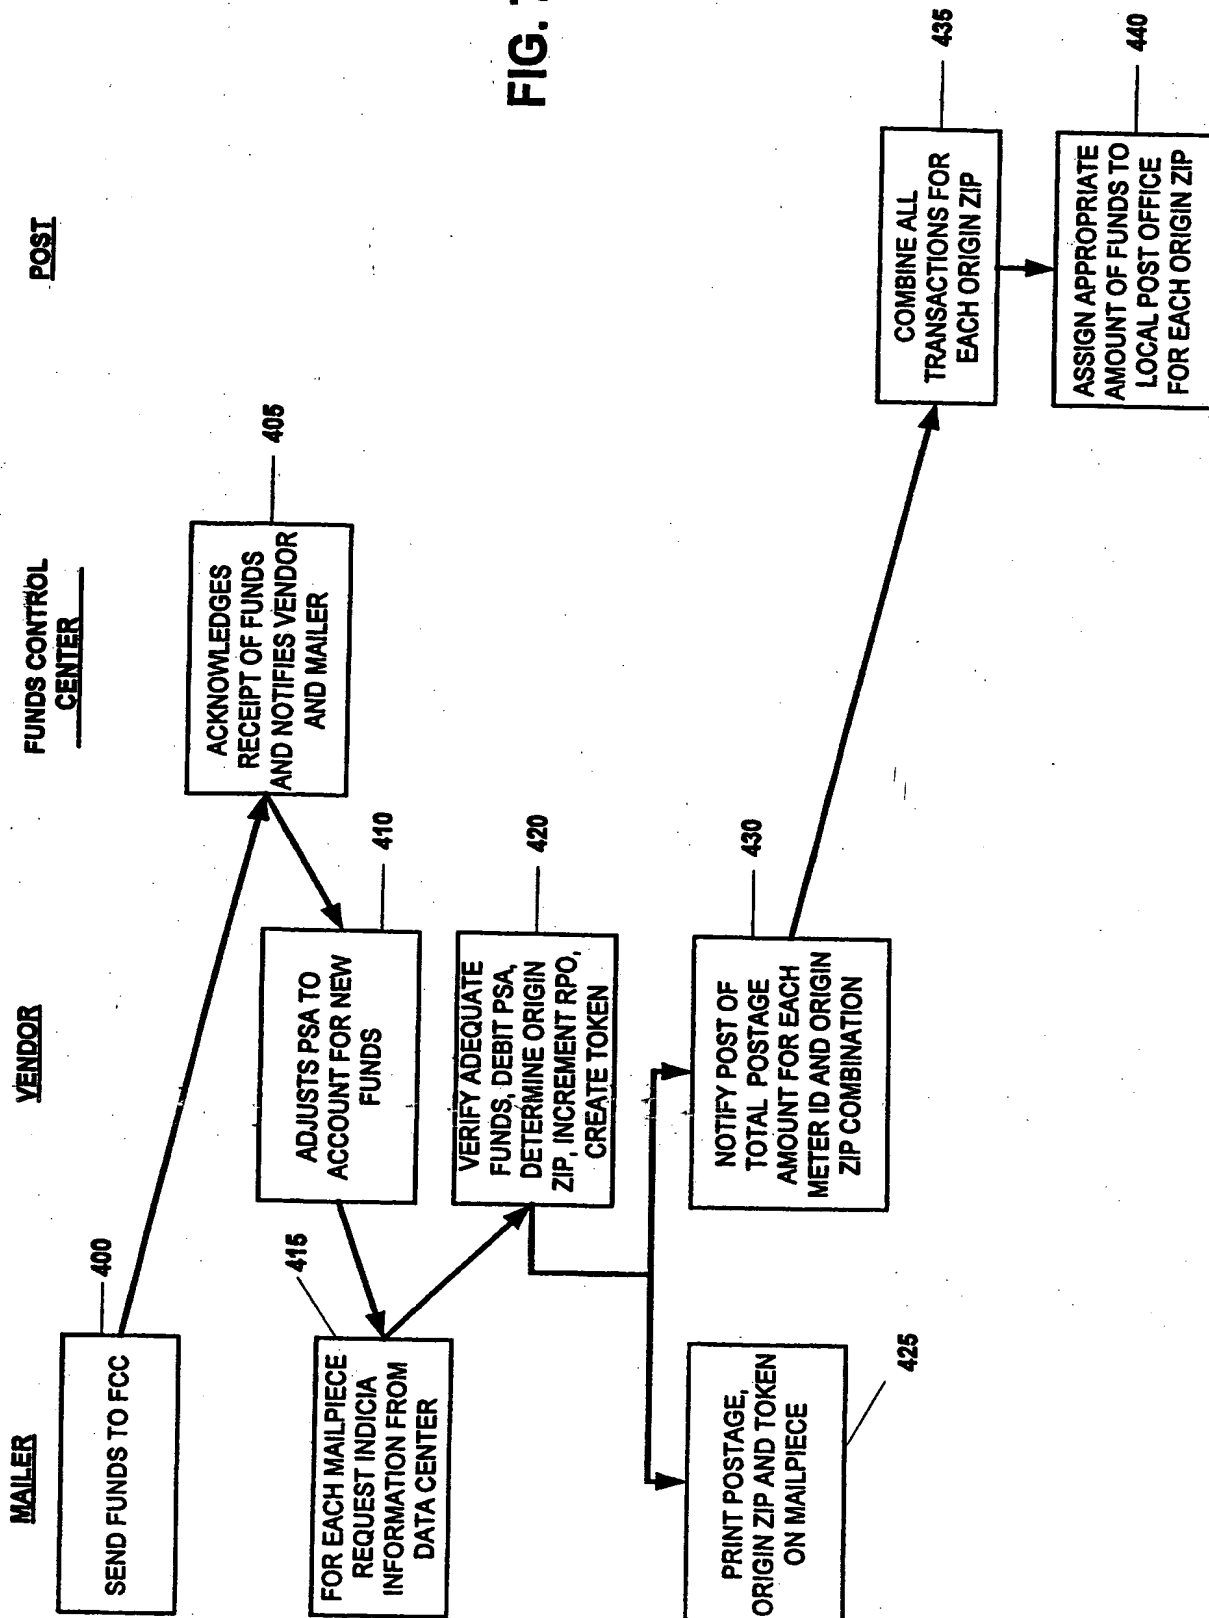 MAILER
VENDOR
FUNDS CONTROL
CENTER
POST
SEND FUNDS TO FCC
400
ACKNOWLEDGES
RECEIPT OF FUNDS
AND NOTIFIES VENDOR
AND MAILER
405
ADJUSTS PSA TO
ACCOUNT FOR NEW
FUNDS
410
FOR EACH MAILPIECE
REQUEST INDICIA
INFORMATION FROM
DATA CENTER
415
VERIFY ADEQUATE
FUNDS, DEBIT PSA,
DETERMINE ORIGIN
ZIP, INCREMENT RPO,
CREATE TOKEN
420
PRINT POSTAGE,
ORIGIN ZIP AND TOKEN
ON MAILPIECE
425
NOTIFY POST OF
TOTAL POSTAGE
AMOUNT FOR EACH
METER ID AND ORIGIN
ZIP COMBINATION
430
COMBINE ALL
TRANSACTIONS FOR
EACH ORIGIN ZIP
435
ASSIGN APPROPRIATE
AMOUNT OF FUNDS TO
LOCAL POST OFFICE
FOR EACH ORIGIN ZIP
440
FIG.